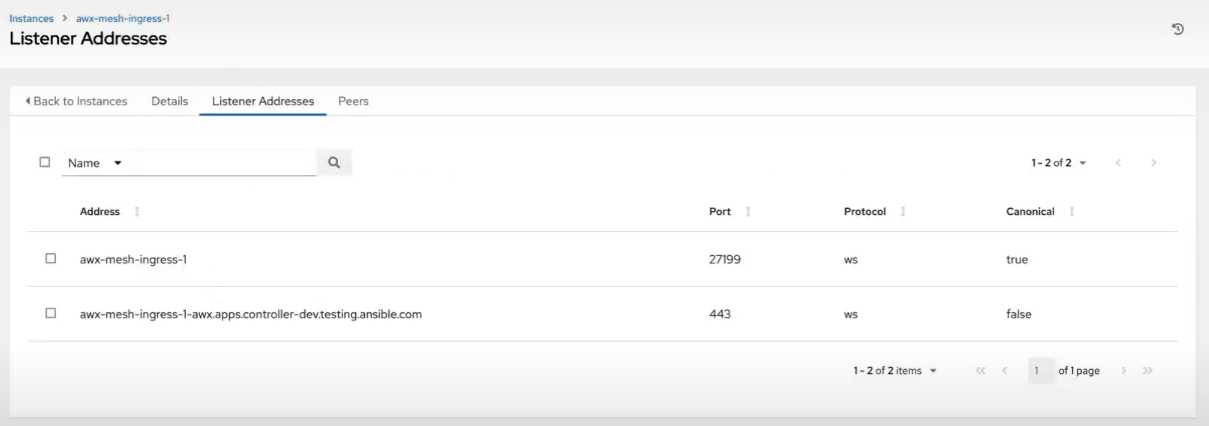 Instances > awx-mesh-ingress-1
Listener Addresses
Back to Instances Details Listener Addresses Peers
Name 1 - 2 of 2
Address Port Protocol Canonical
awx-mesh-ingress-1 27199 ws true
awx-mesh-ingress-1-awx.apps.controller-dev.testing.ansible.com 443 ws false
1 - 2 of 2 items << < 1 of 1 page > >>